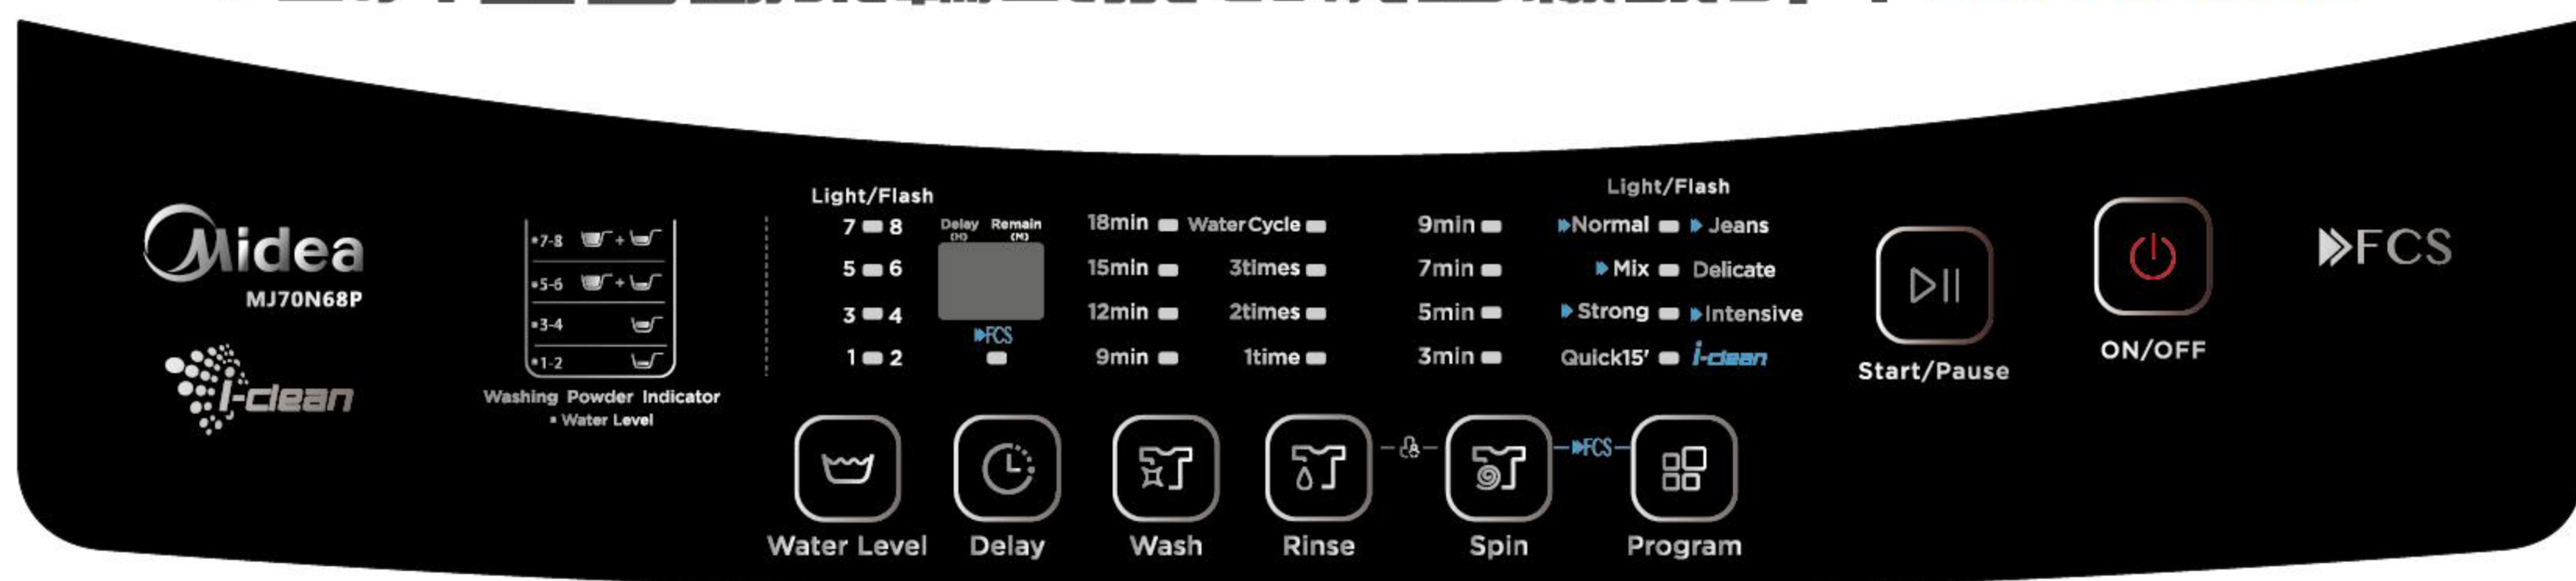 Midea
MJ70N68P
i-clean
7-8 +
5-6 +
3-4
1-2
Washing Powder Indicator
Water Level
Light/Flash
7 8
5 6
3 4
1 2
Delay (H) Remain (M)
FCS
18min
15min
12min
9min
Water Cycle
3times
2times
1time
9min
7min
5min
3min
Light/Flash
Normal Jeans
Mix Delicate
Strong Intensive
Quick15' i-clean
Water Level
Delay
Wash
Rinse
Spin
FCS
Program
Start/Pause
ON/OFF
FCS